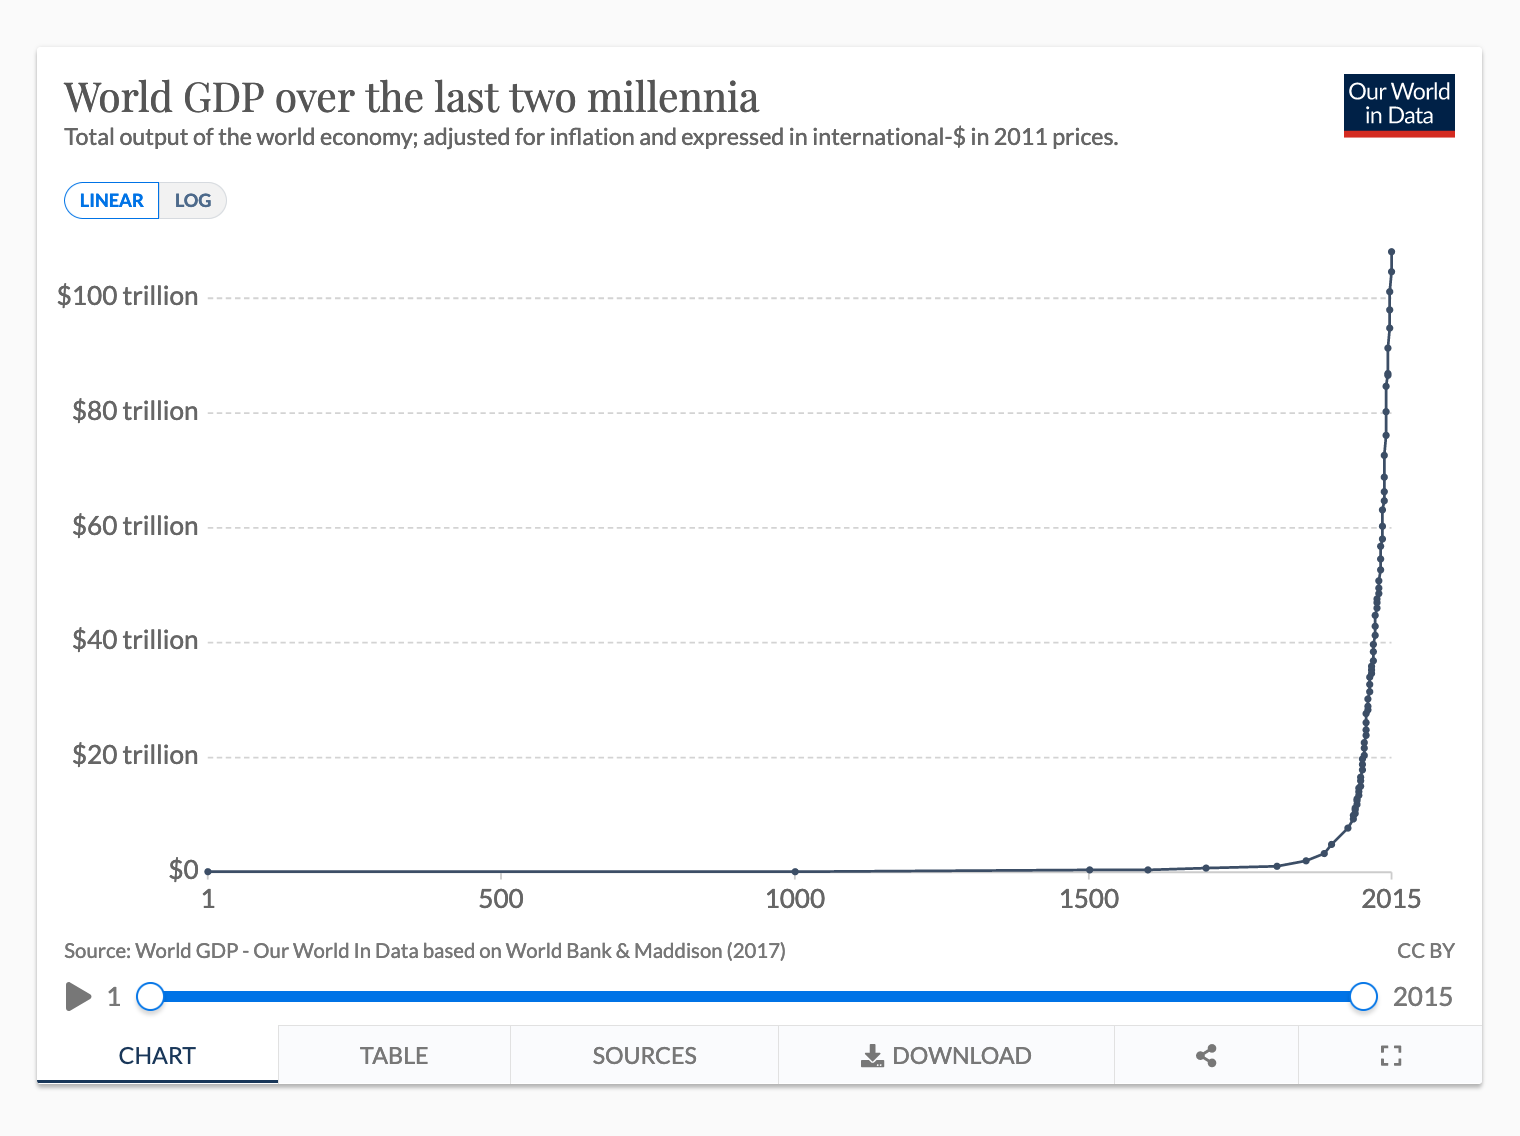 World GDP over the last two millennia
Total output of the world economy; adjusted for inflation and expressed in international-$ in 2011 prices.
Our World
in Data
LINEAR LOG
$100 trillion
$80 trillion
$60 trillion
$40 trillion
$20 trillion
$0
1 500 1000 1500 2015
Source: World GDP - Our World In Data based on World Bank & Maddison (2017) CC BY
1 2015
CHART TABLE SOURCES DOWNLOAD